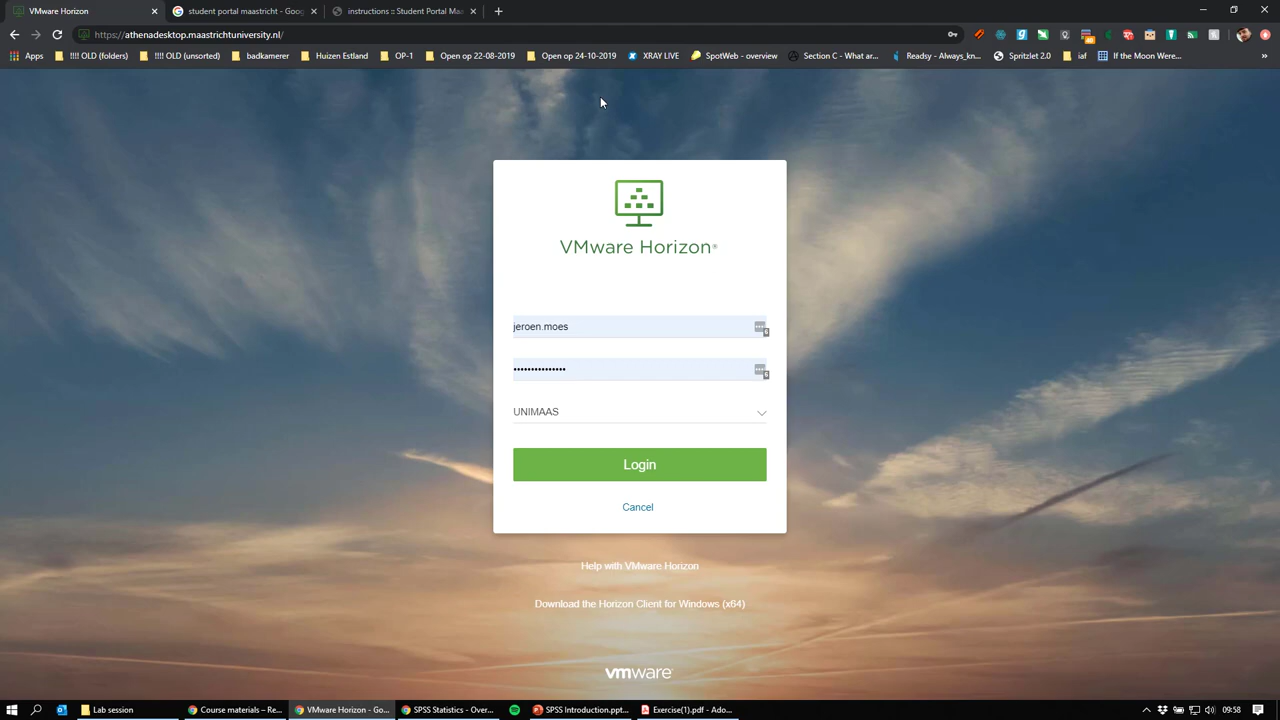 VMware Horizon
student portal maastricht - Goog
instructions :: Student Portal Maa
https://athenadesktop.maastrichtuniversity.nl/
Apps
!!!! OLD (folders)
!!!! OLD (unsorted)
badkamerer
Huizen Estland
OP-1
Open op 22-08-2019
Open op 24-10-2019
XRAY LIVE
SpotWeb - overview
Section C - What ar...
Readsy - Always_kn...
Spritzlet 2.0
iaf
If the Moon Were...
»
VMware Horizon®
jeroen.moes
••••••••••••••
UNIMAAS
Login
Cancel
Help with VMware Horizon
Download the Horizon Client for Windows (x64)
vmware
Lab session
Course materials – Re...
VMware Horizon - Go...
SPSS Statistics - Over...
SPSS Introduction.ppt...
Exercise(1).pdf - Ado...
09:58